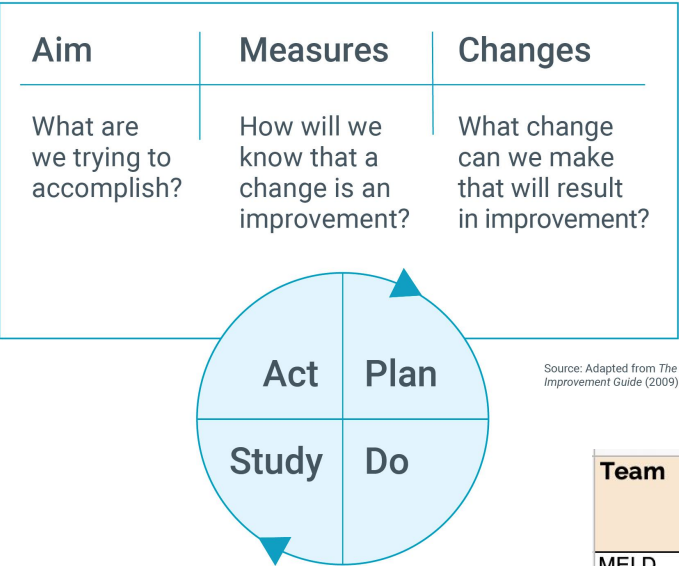 Aim
Measures
Changes
What are
we trying to
accomplish?
How will we
know that a
change is an
improvement?
What change
can we make
that will result
in improvement?
Act
Plan
Study
Do
Source: Adapted from The
Improvement Guide (2009)
Team
MELD